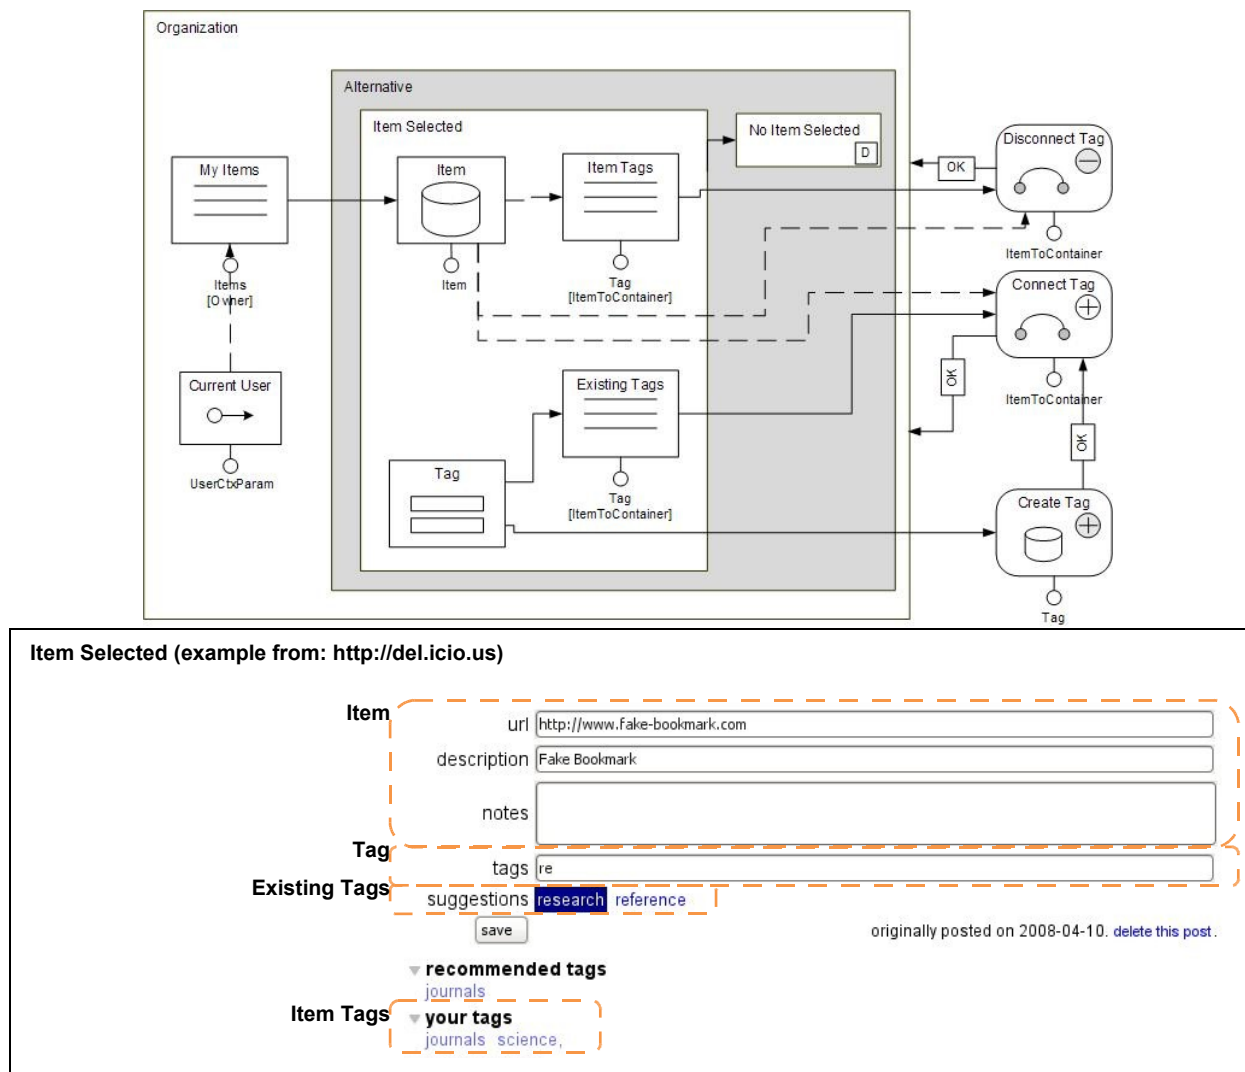 Organization
Alternative
Item Selected
No Item Selected
D
Disconnect Tag
OK
My Items
Item
Item Tags
ItemToContainer
Items
[Owner]
Item
Tag
[ItemToContainer]
Connect Tag
OK
Current User
Existing Tags
ItemToContainer
OK
UserCtxParam
Tag
Tag
[ItemToContainer]
Create Tag
Tag
Item Selected (example from: http://del.icio.us)
Item
url http://www.fake-bookmark.com
description Fake Bookmark
notes
Tag
tags re
Existing Tags
suggestions research reference
save
originally posted on 2008-04-10. delete this post.
recommended tags
journals
Item Tags
your tags
journals science,